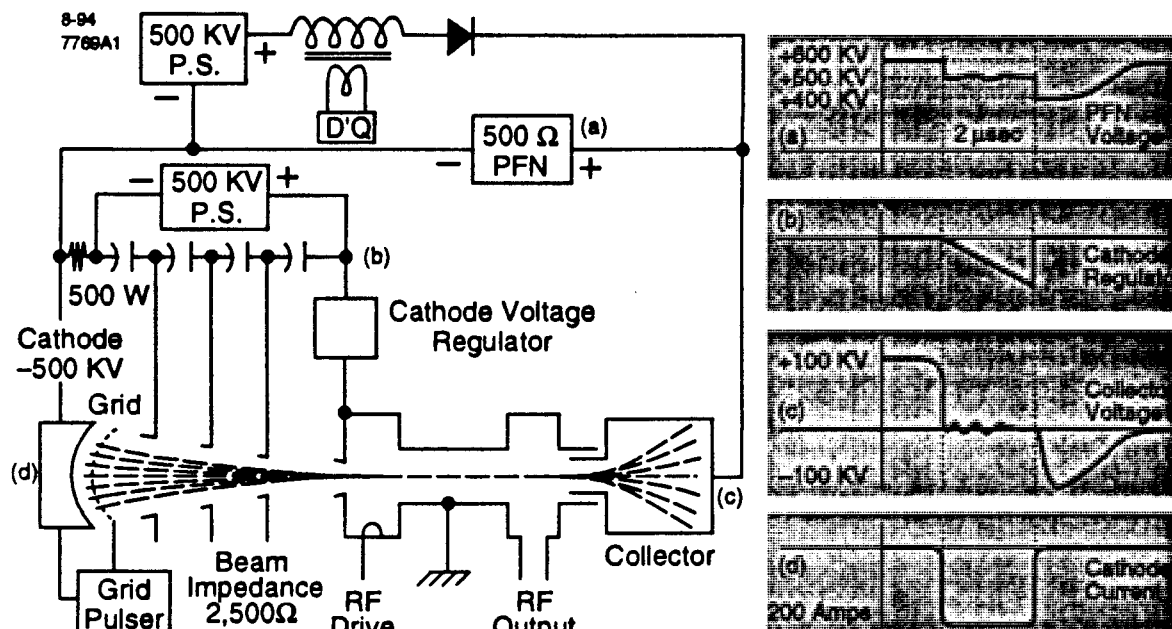 8-94
7769A1
500 KV
P.S.
+
−
D'Q
500 Ω
PFN
(a)
−
+
−
500 KV
P.S.
+
(b)
500 W
Cathode
−500 KV
Grid
(d)
Cathode Voltage
Regulator
(c)
Collector
Beam
Impedance
2,500Ω
Grid
Pulser
RF
Drive
RF
Output
+600 KV
+500 KV
+400 KV
(a)
2 μsec
PFN
Voltage
(b)
Cathode
+100 KV
(c)
Voltage
−100 KV
(d)
Cathode
Current
200 Amps